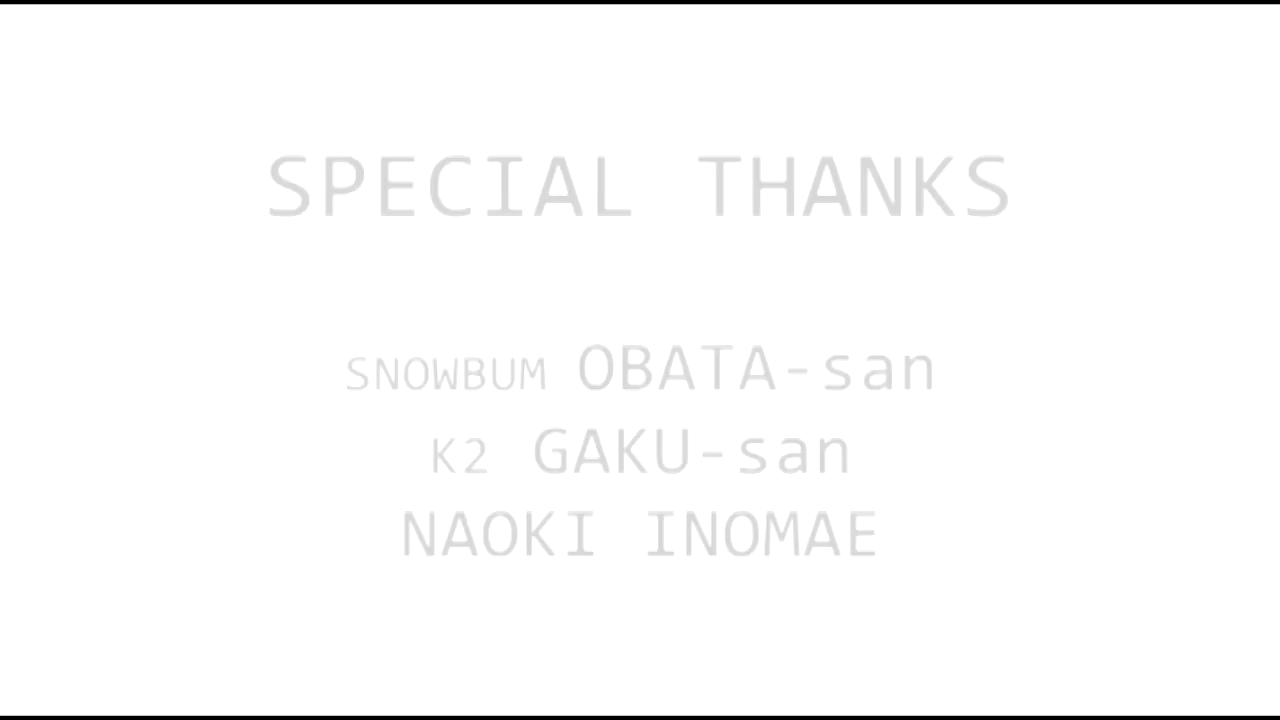 SPECIAL THANKS
SNOWBUM OBATA-san
K2 GAKU-san
NAOKI INOMAE